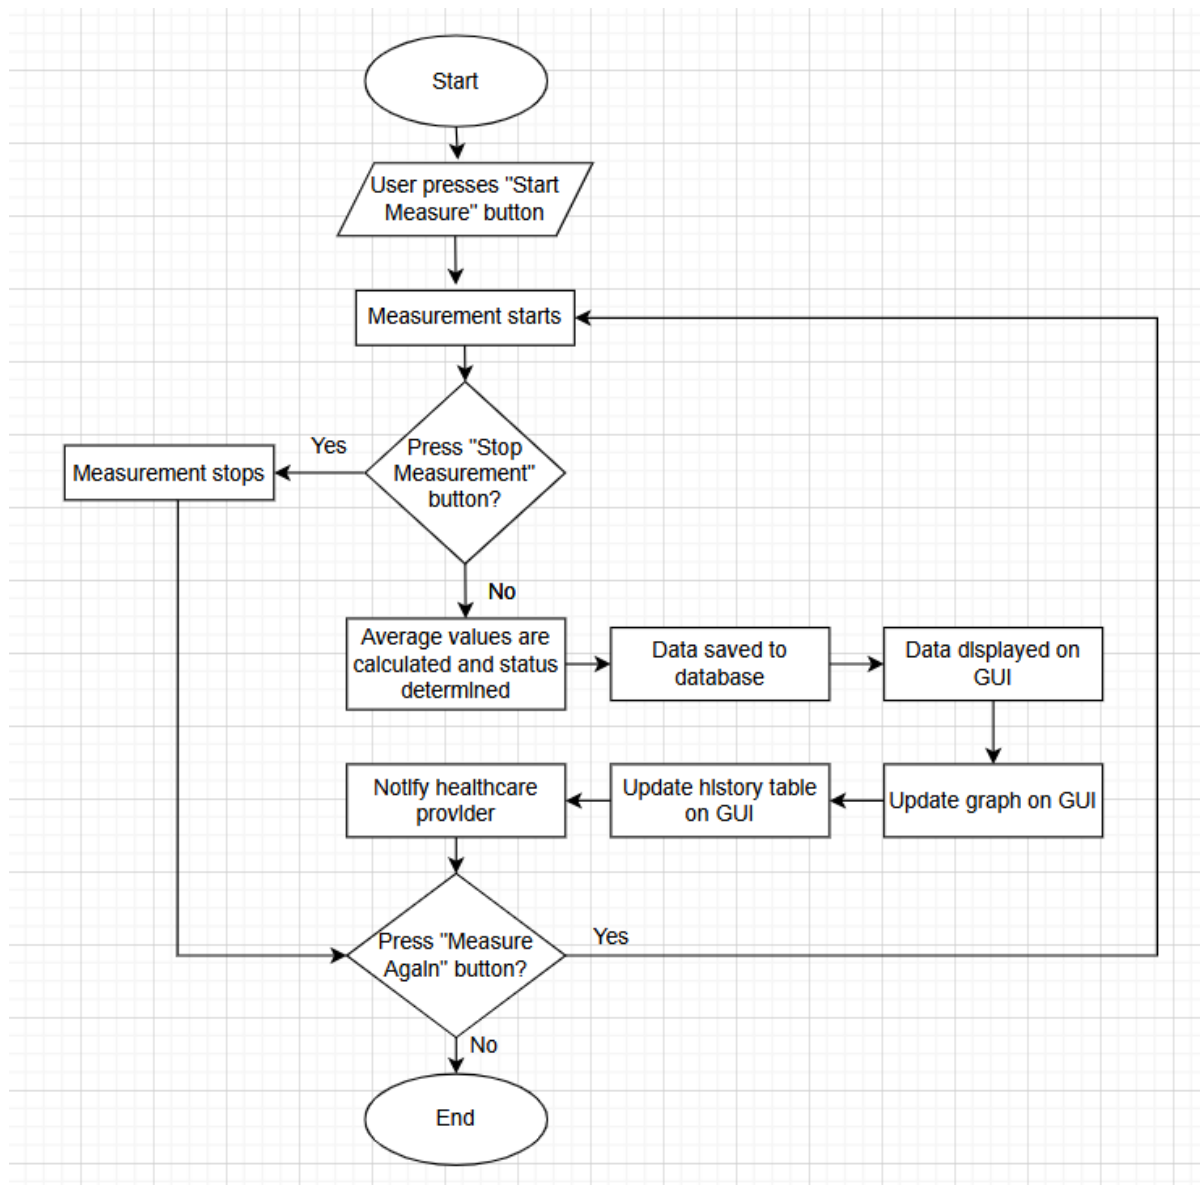 Start
User presses "Start
Measure" button
Measurement starts
Press "Stop
Measurement"
button?
Yes
Measurement stops
No
Average values are
calculated and status
determined
Data saved to
database
Data displayed on
GUI
Update graph on GUI
Update history table
on GUI
Notify healthcare
provider
Press "Measure
Again" button?
Yes
No
End